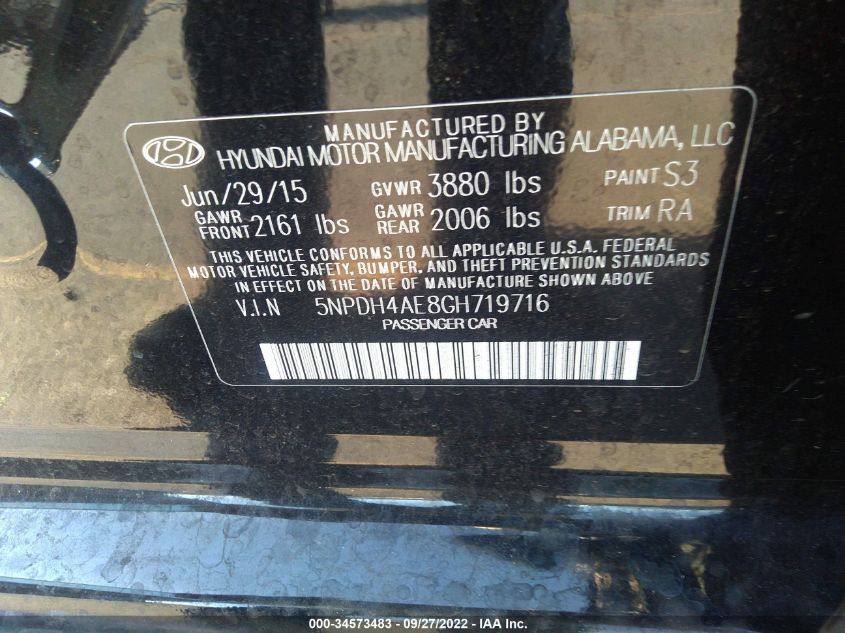 MANUFACTURED BY
HYUNDAI MOTOR MANUFACTURING ALABAMA, LLC
Jun/29/15 GVWR 3880 lbs PAINT S3
GAWR FRONT 2161 lbs GAWR REAR 2006 lbs TRIM RA
THIS VEHICLE CONFORMS TO ALL APPLICABLE U.S.A. FEDERAL
MOTOR VEHICLE SAFETY, BUMPER, AND THEFT PREVENTION STANDARDS
IN EFFECT ON THE DATE OF MANUFACTURE SHOWN ABOVE
V.I.N 5NPDH4AE8GH719716
PASSENGER CAR
000-34573483 - 09/27/2022 - IAA Inc.